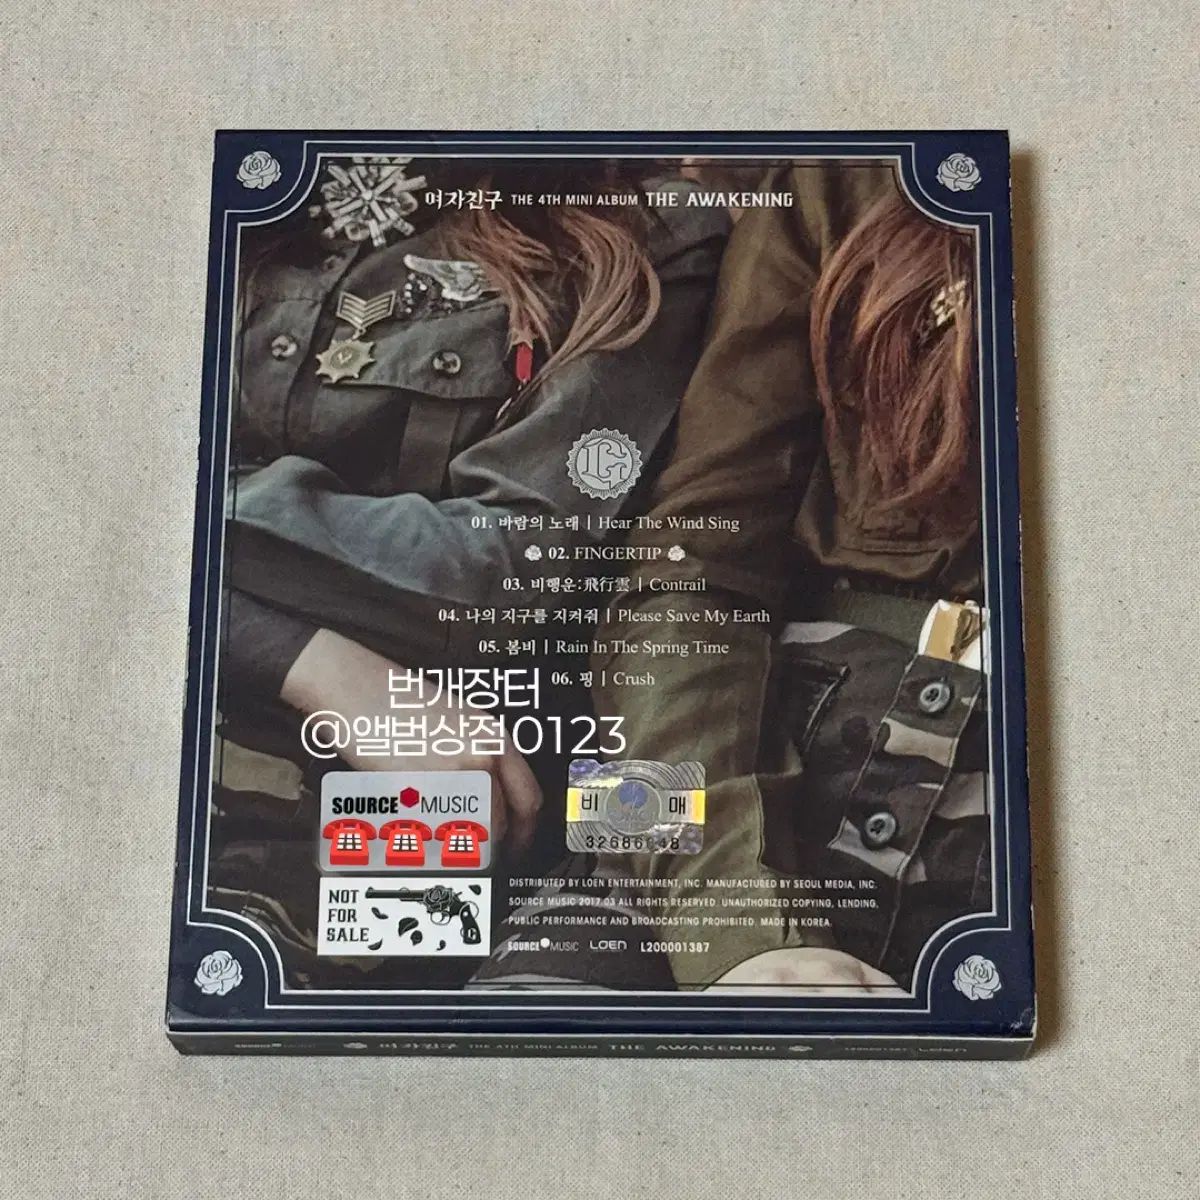 여자친구 THE 4TH MINI ALBUM THE AWAKENING
G
01. 바람의 노래 | Hear The Wind Sing
02. FINGERTIP
03. 비행운:飛行雲 | Contrail
04. 나의 지구를 지켜줘 | Please Save My Earth
05. 봄비 | Rain In The Spring Time
06. 핑 | Crush
번개장터
@앨범상점0123
SOURCE MUSIC
비 매
NOT
FOR
SALE
DISTRIBUTED BY LOEN ENTERTAINMENT, INC. MANUFACTURED BY SEOUL MEDIA, INC.
SOURCE MUSIC 2017.03 ALL RIGHTS RESERVED. UNAUTHORIZED COPYING, LENDING,
PUBLIC PERFORMANCE AND BROADCASTING PROHIBITED. MADE IN KOREA.
SOURCE MUSIC LOEN L200001387
SOURCE MUSIC 여자친구 THE 4TH MINI ALBUM THE AWAKENING L200001387 LOEN